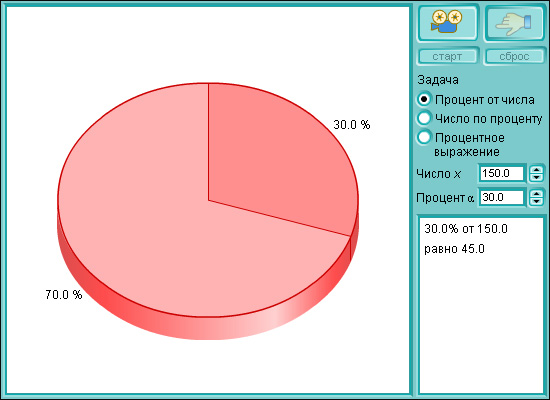 30.0 %
70.0 %
старт
сброс
Задача
Процент от числа
Число по проценту
Процентное
выражение
Число x 150.0
Процент α 30.0
30.0% от 150.0
равно 45.0